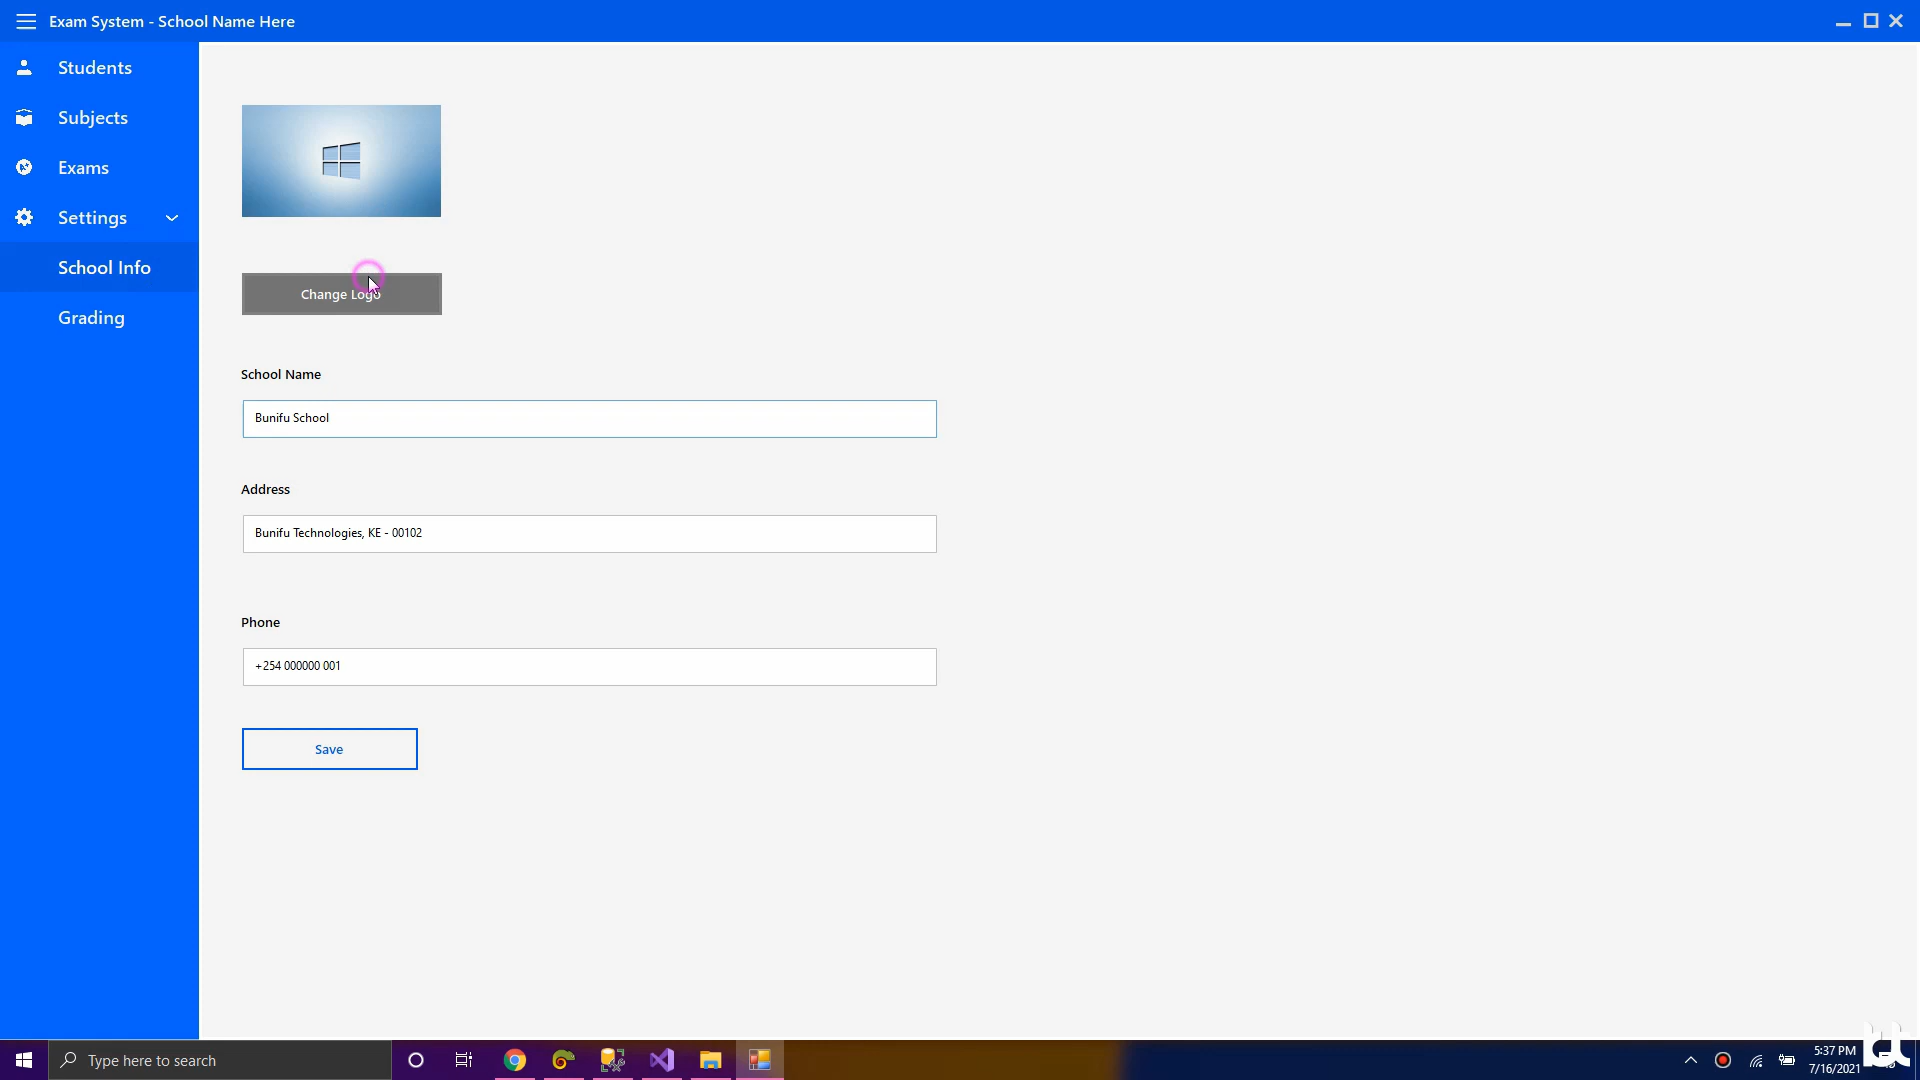 Exam System - School Name Here
Students
Subjects
Exams
Settings
School Info
Grading
Change Logo
School Name
Bunifu School
Address
Bunifu Technologies, KE - 00102
Phone
+254 000000 001
Save
Type here to search
5:37 PM
7/16/2021